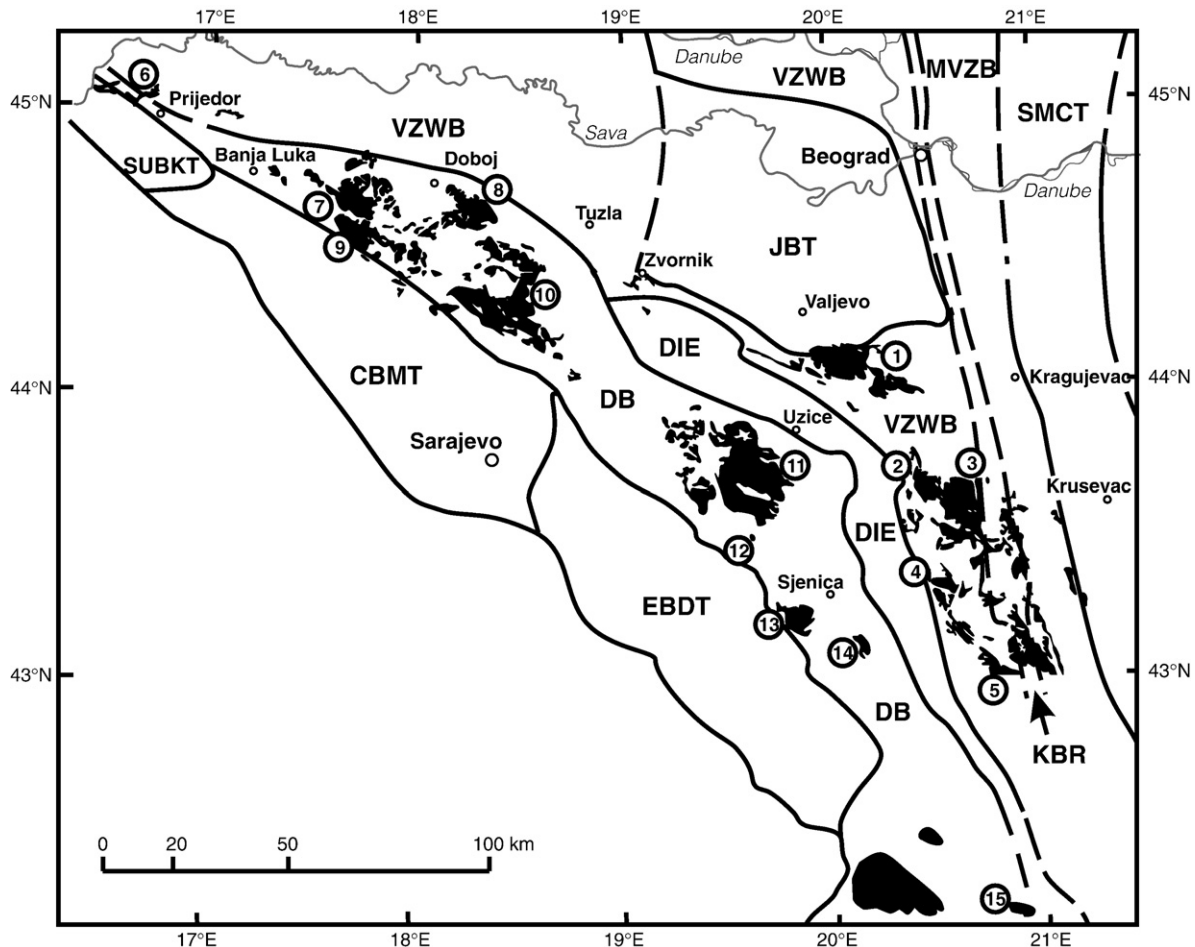 17°E 18°E 19°E 20°E 21°E
Danube
VZWB
MVZB
6
45°N
45°N
Prijedor
SMCT
VZWB
Sava
SUBKT
Banja Luka
Doboj
Beograd
Danube
7
8
Tuzla
9
JBT
Zvornik
10
Valjevo
DIE
1
44°N
44°N
CBMT
Kragujevac
DB
Uzice
VZWB
Sarajevo
11
2
3
Krusevac
DIE
12
4
EBDT
Sjenica
13
14
43°N
43°N
5
DB
KBR
0 20 50 100 km
15
17°E 18°E 19°E 20°E 21°E